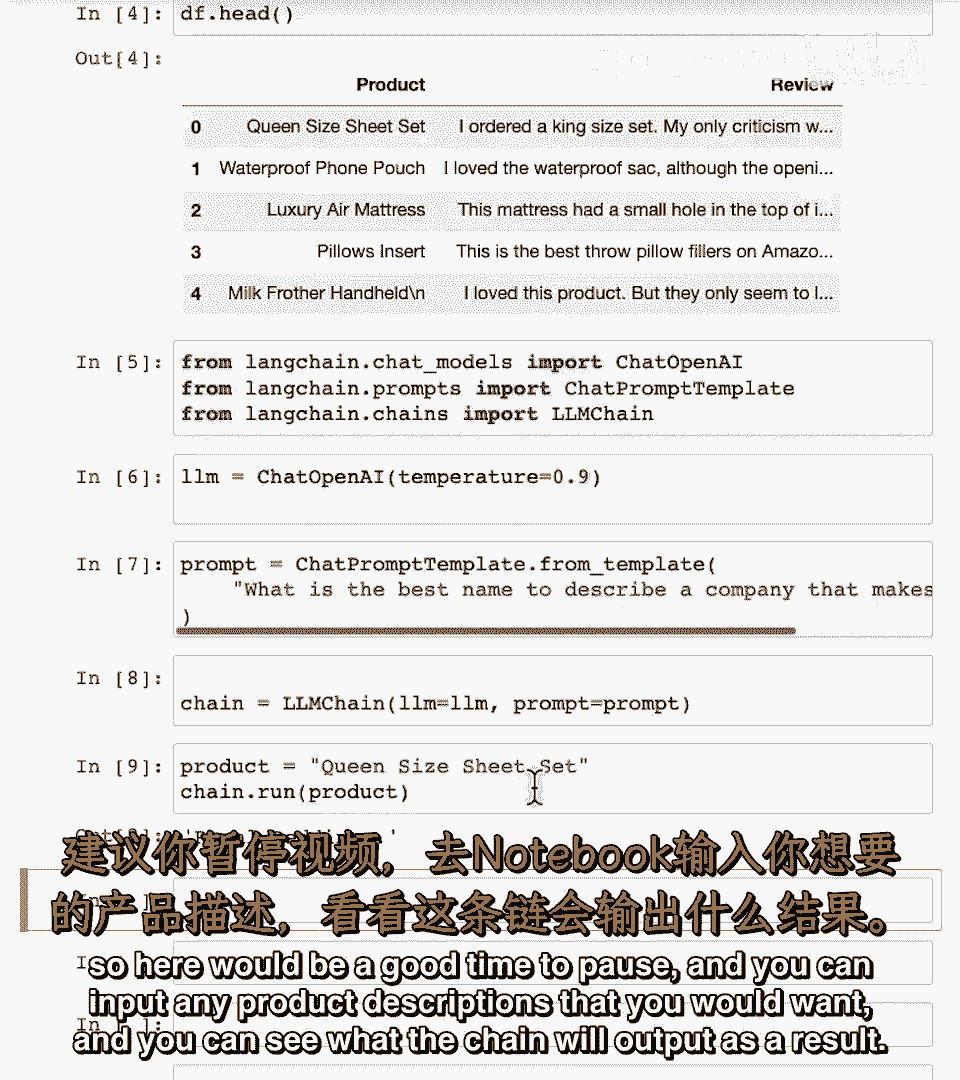 In [4]: df.head()
Out[4]:
Product Review
0 Queen Size Sheet Set I ordered a king size set. My only criticism w...
1 Waterproof Phone Pouch I loved the waterproof sac, although the openi...
2 Luxury Air Mattress This mattress had a small hole in the top of i...
3 Pillows Insert This is the best throw pillow fillers on Amazo...
4 Milk Frother Handheld\n I loved this product. But they only seem to l...
In [5]: from langchain.chat_models import ChatOpenAI
from langchain.prompts import ChatPromptTemplate
from langchain.chains import LLMChain
In [6]: llm = ChatOpenAI(temperature=0.9)
In [7]: prompt = ChatPromptTemplate.from_template(
"What is the best name to describe a company that makes
)
In [8]:
chain = LLMChain(llm=llm, prompt=prompt)
In [9]: product = "Queen Size Sheet Set"
chain.run(product)
建议你暂停视频,去Notebook输入你想要
的产品描述,看看这条链会输出什么结果。
so here would be a good time to pause, and you can
input any product descriptions that you would want,
and you can see what the chain will output as a result.